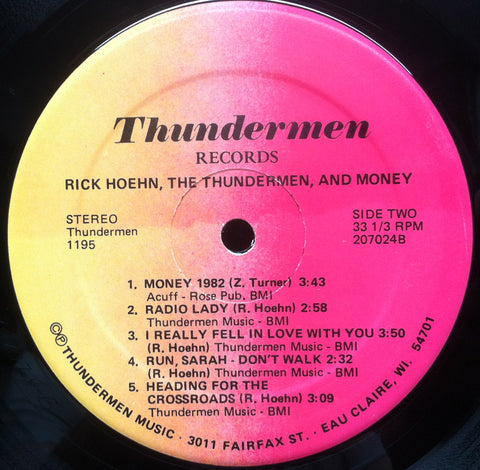 Thundermen
RECORDS
RICK HOEHN, THE THUNDERMEN, AND MONEY
STEREO
Thundermen
1195
SIDE TWO
33 1/3 RPM
207024B
1. MONEY 1982 (Z. Turner) 3:43
Acuff - Rose Pub, BMI
2. RADIO LADY (R. Hoehn) 2:58
Thundermen Music - BMI
3. I REALLY FELL IN LOVE WITH YOU 3:50
(R. Hoehn) Thundermen Music - BMI
4. RUN, SARAH - DON'T WALK 2:32
(R. Hoehn) Thundermen Music - BMI
5. HEADING FOR THE
CROSSROADS (R. Hoehn) 3:09
Thundermen Music - BMI
©℗ THUNDERMEN MUSIC · 3011 FAIRFAX ST. · EAU CLAIRE, WI. 54701